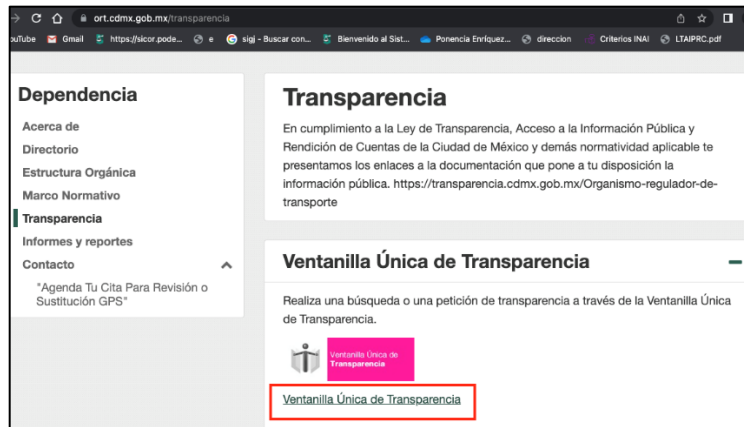 ort.cdmx.gob.mx/transparencia
ouTube Gmail https://sicor.pode... e sigj - Buscar con... Bienvenido al Sist... Ponencia Enríquez... direccion Criterios INAI LTAIPRC.pdf
Dependencia
Acerca de
Directorio
Estructura Orgánica
Marco Normativo
Transparencia
Informes y reportes
Contacto
"Agenda Tu Cita Para Revisión o
Sustitución GPS"
Transparencia
En cumplimiento a la Ley de Transparencia, Acceso a la Información Pública y
Rendición de Cuentas de la Ciudad de México y demás normatividad aplicable te
presentamos los enlaces a la documentación que pone a tu disposición la
información pública. https://transparencia.cdmx.gob.mx/Organismo-regulador-de-
transporte
Ventanilla Única de Transparencia
Realiza una búsqueda o una petición de transparencia a través de la Ventanilla Única
de Transparencia.
Ventanilla Única de
Transparencia
Ventanilla Única de Transparencia